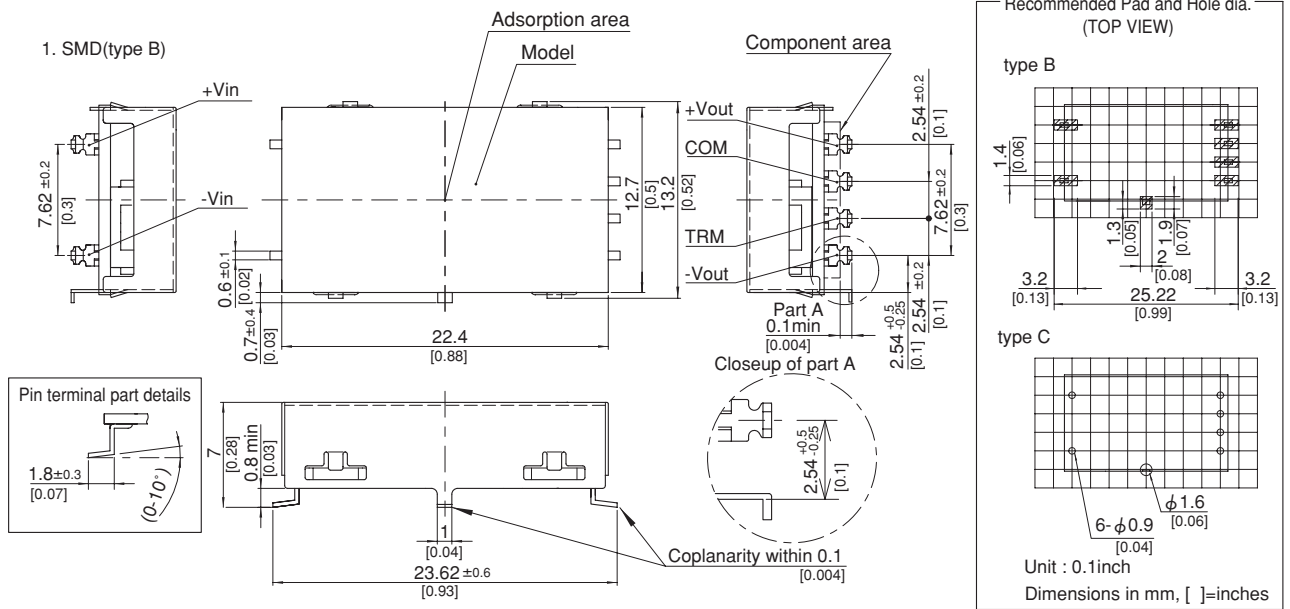 1. SMD(type B)
+Vin
-Vin
7.62 ±0.2
[0.3]
Adsorption area
Model
12.7
[0.5]
13.2
[0.52]
0.6 ±0.1
[0.02]
0.7±0.4
[0.03]
22.4
[0.88]
Component area
+Vout
COM
TRM
-Vout
2.54 ±0.2
[0.1]
7.62 ±0.2
[0.3]
2.54 ±0.2
[0.1]
2.54 +0.5 -0.25
[0.1]
Part A
0.1min
[0.004]
Closeup of part A
2.54 +0.5 -0.25
[0.1]
Pin terminal part details
1.8±0.3
[0.07]
(0-10°)
7
[0.28]
0.8 min
[0.03]
1
[0.04]
23.62 ±0.6
[0.93]
Coplanarity within 0.1
[0.004]
Recommended Pad and Hole dia.
(TOP VIEW)
type B
1.4
[0.06]
1.3
[0.05]
1.9
[0.07]
2
[0.08]
3.2
[0.13]
25.22
[0.99]
3.2
[0.13]
type C
ϕ1.6
[0.06]
6-ϕ0.9
[0.04]
Unit : 0.1inch
Dimensions in mm, [ ]=inches